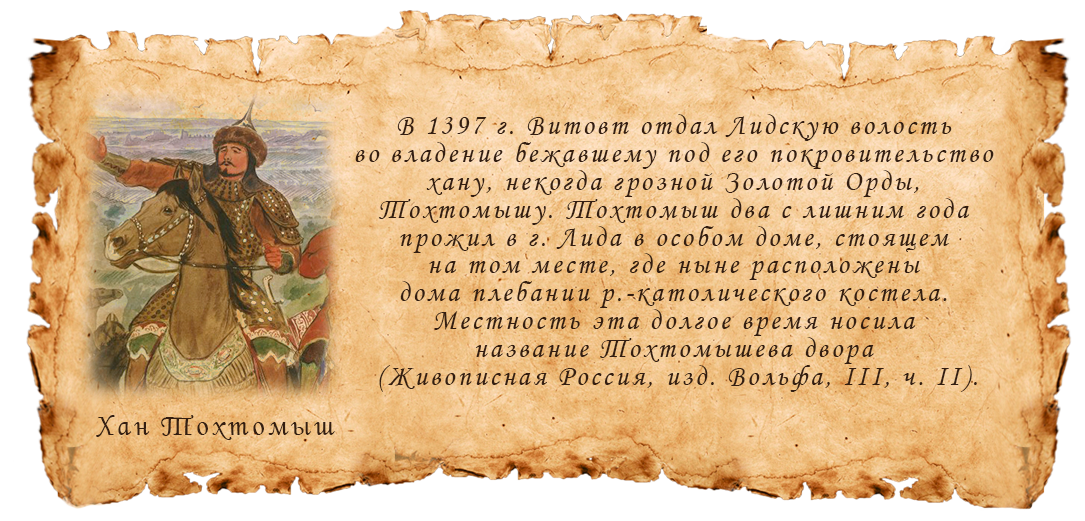 В 1397 г. Витовт отдал Лидскую волость
во владение бежавшему под его покровительство
хану, некогда грозной Золотой Орды,
Тохтомышу. Тохтомыш два с лишним года
прожил в г. Лида в особом доме, стоящем
на том месте, где ныне расположены
дома плебании р.-католического костела.
Местность эта долгое время носила
название Тохтомышева двора
(Живописная Россия, изд. Вольфа, III, ч. II).
Хан Тохтомыш